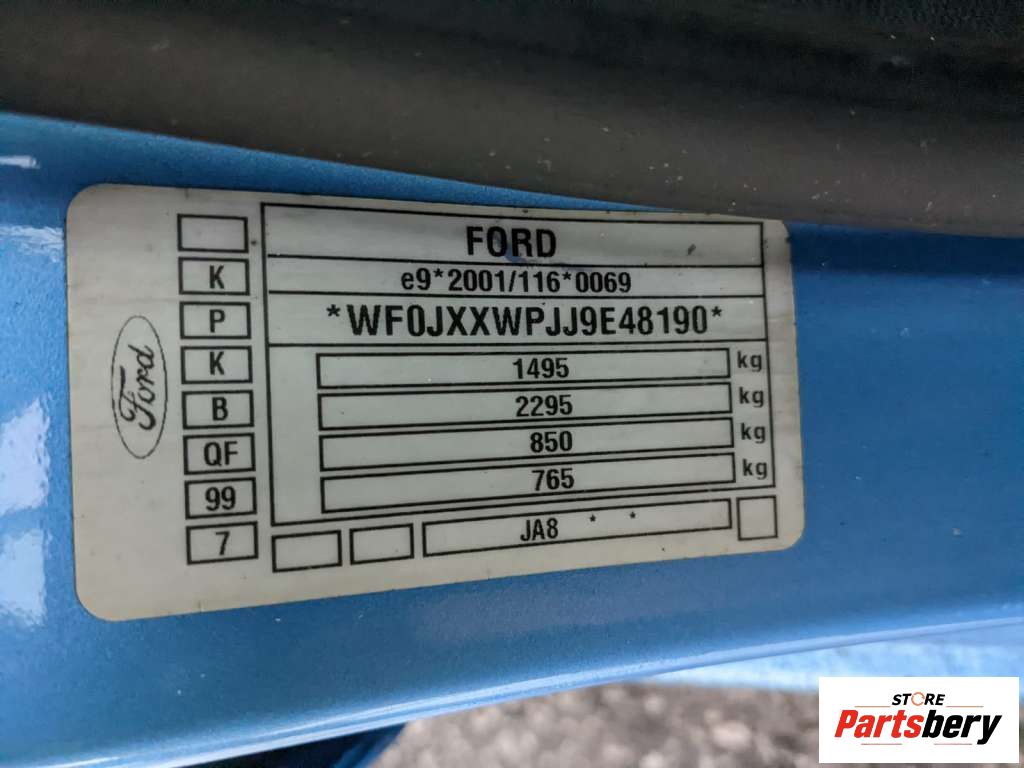 FORD
e9*2001/116*0069
*WF0JXXWPJJ9E48190*
K
P
K
B
QF
99
7
Ford
1495 kg
2295 kg
850 kg
765 kg
JA8 * *
STORE
Partsbery